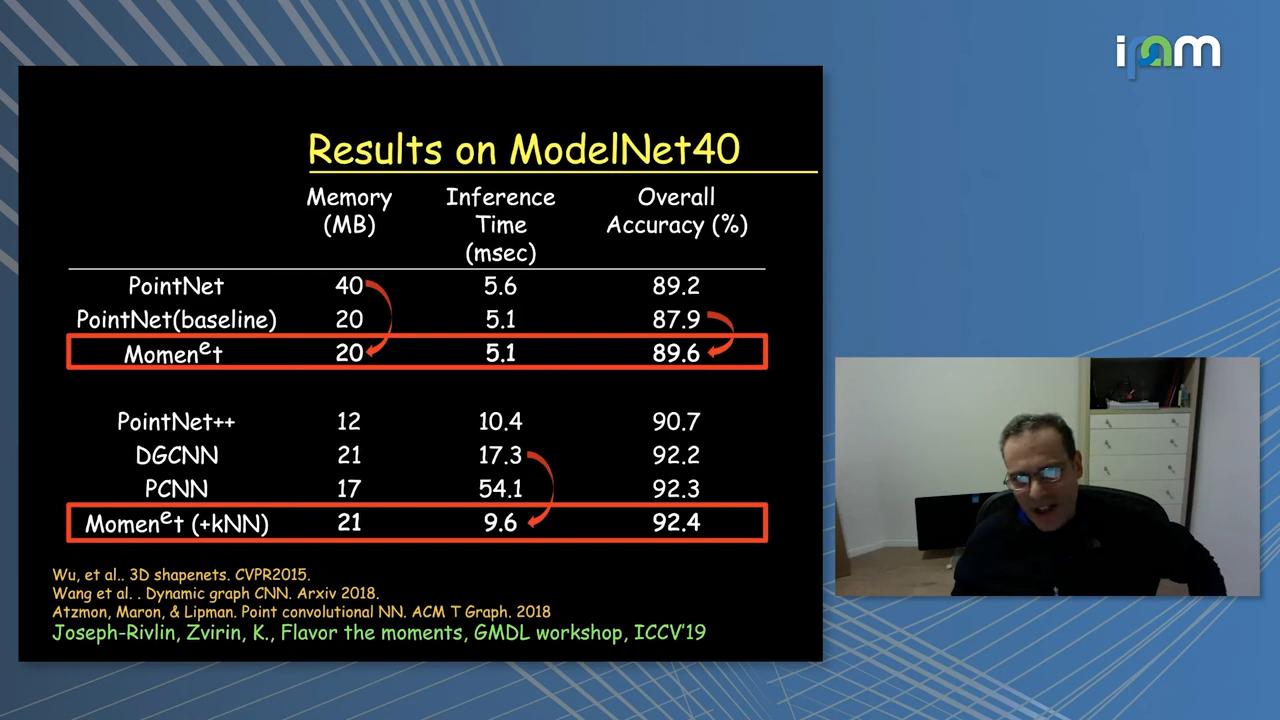 ipam
Results on ModelNet40
Memory (MB) Inference Time (msec) Overall Accuracy (%)
PointNet 40 5.6 89.2
PointNet(baseline) 20 5.1 87.9
Momenet 20 5.1 89.6
PointNet++ 12 10.4 90.7
DGCNN 21 17.3 92.2
PCNN 17 54.1 92.3
Momenet (+kNN) 21 9.6 92.4
Wu, et al.. 3D shapenets. CVPR2015.
Wang et al. . Dynamic graph CNN. Arxiv 2018.
Atzmon, Maron, & Lipman. Point convolutional NN. ACM T Graph. 2018
Joseph-Rivlin, Zvirin, K., Flavor the moments, GMDL workshop, ICCV'19